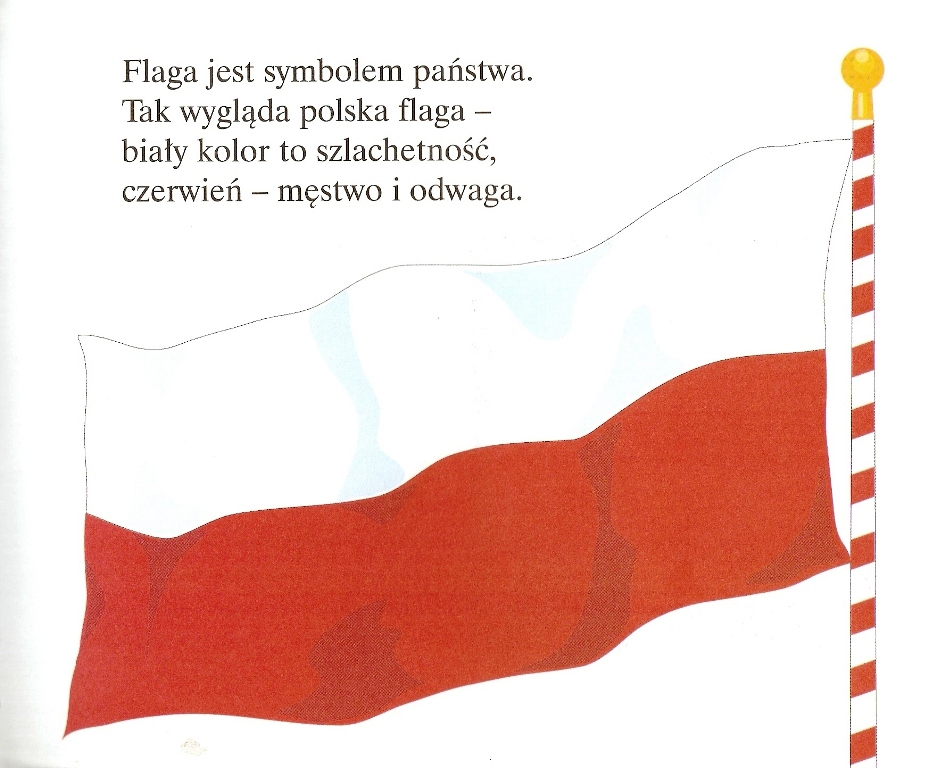 Flaga jest symbolem państwa.
Tak wygląda polska flaga –
biały kolor to szlachetność,
czerwień – męstwo i odwaga.